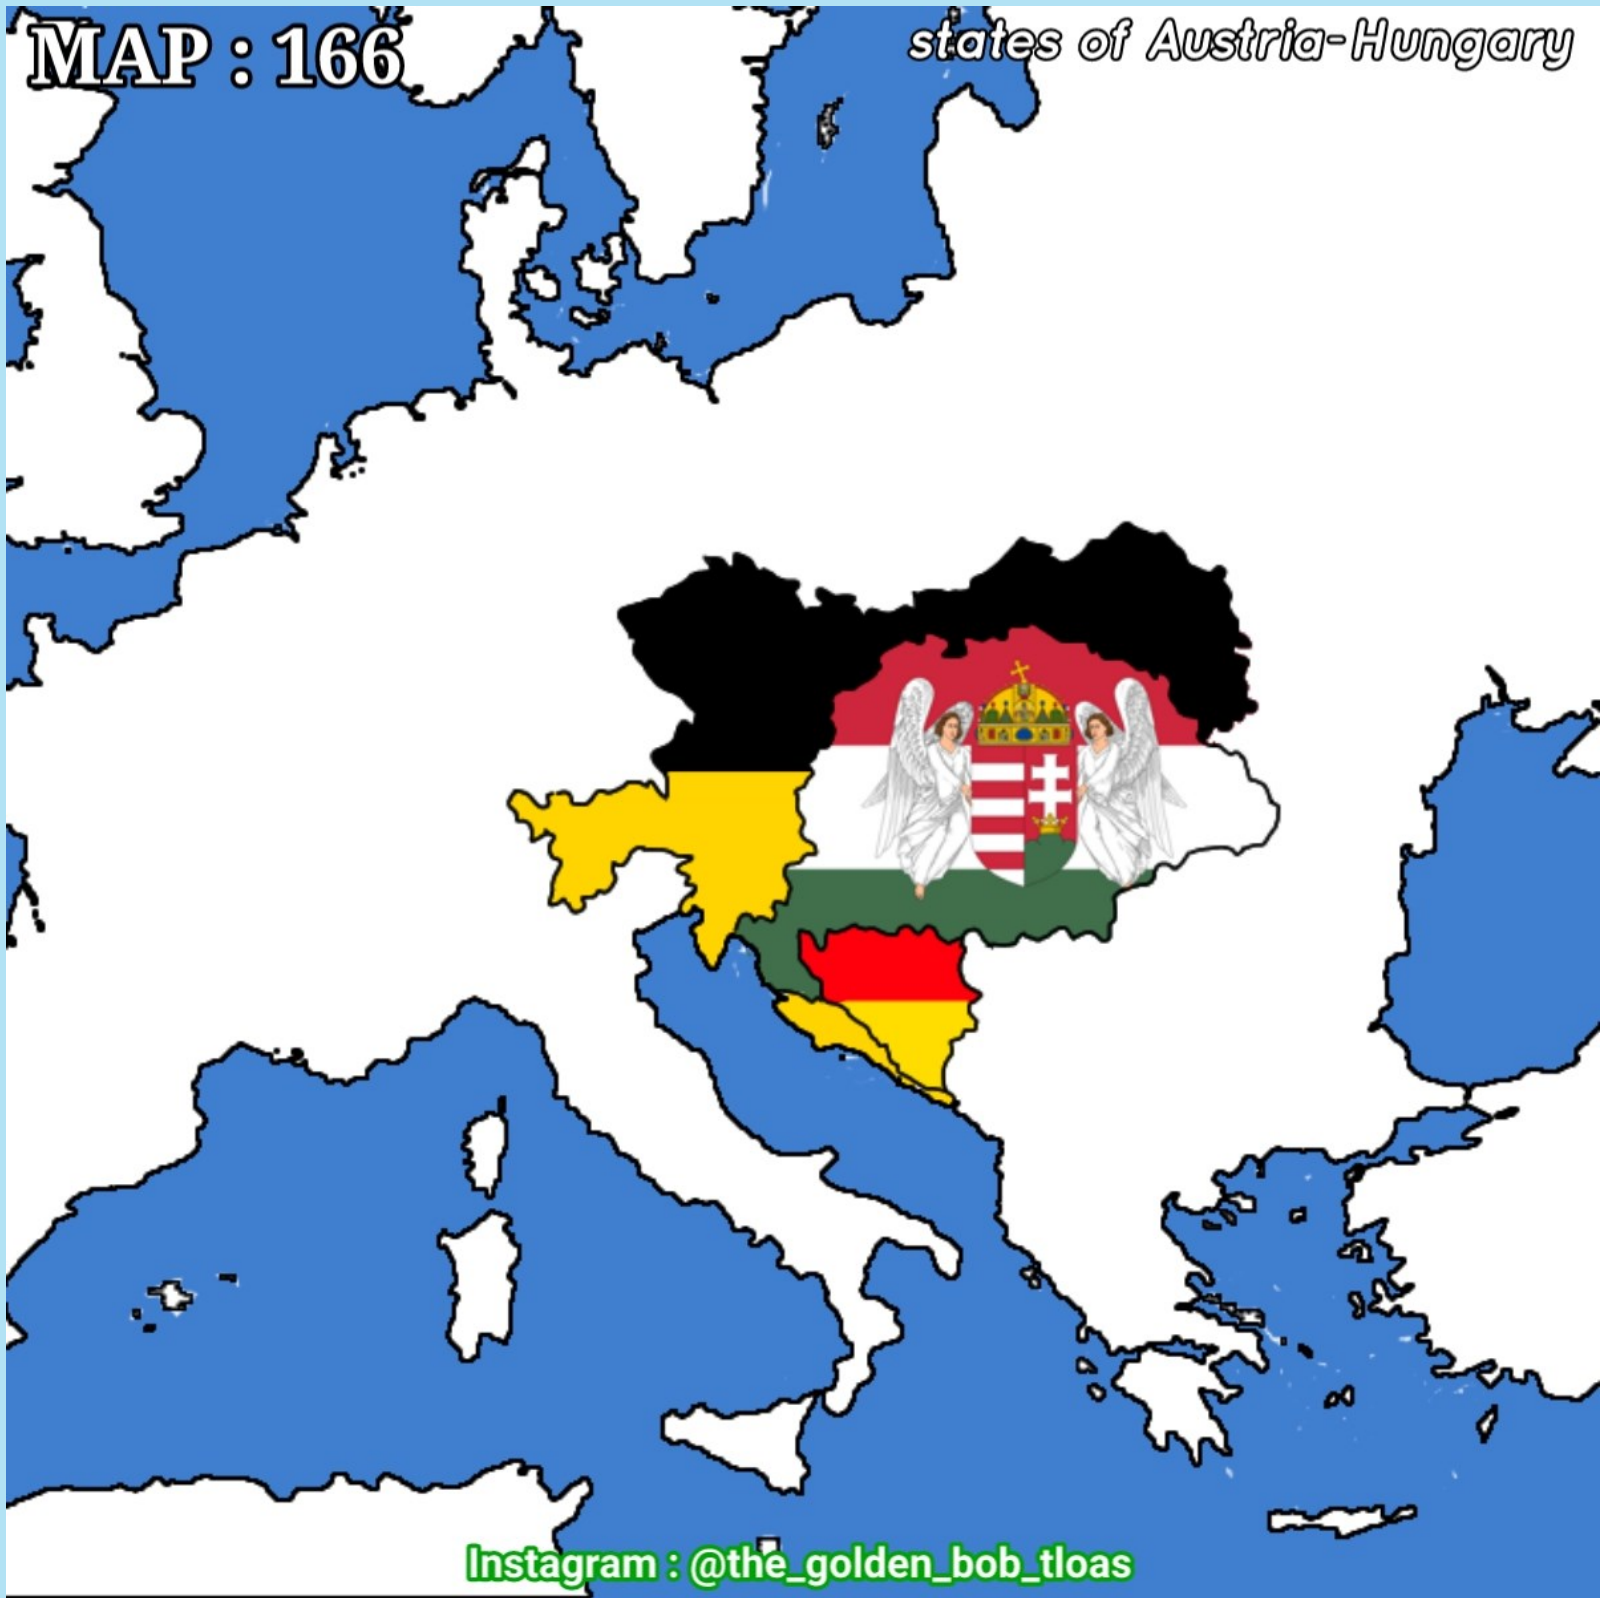 MAP : 166
states of Austria-Hungary
Instagram : @the_golden_bob_tloas